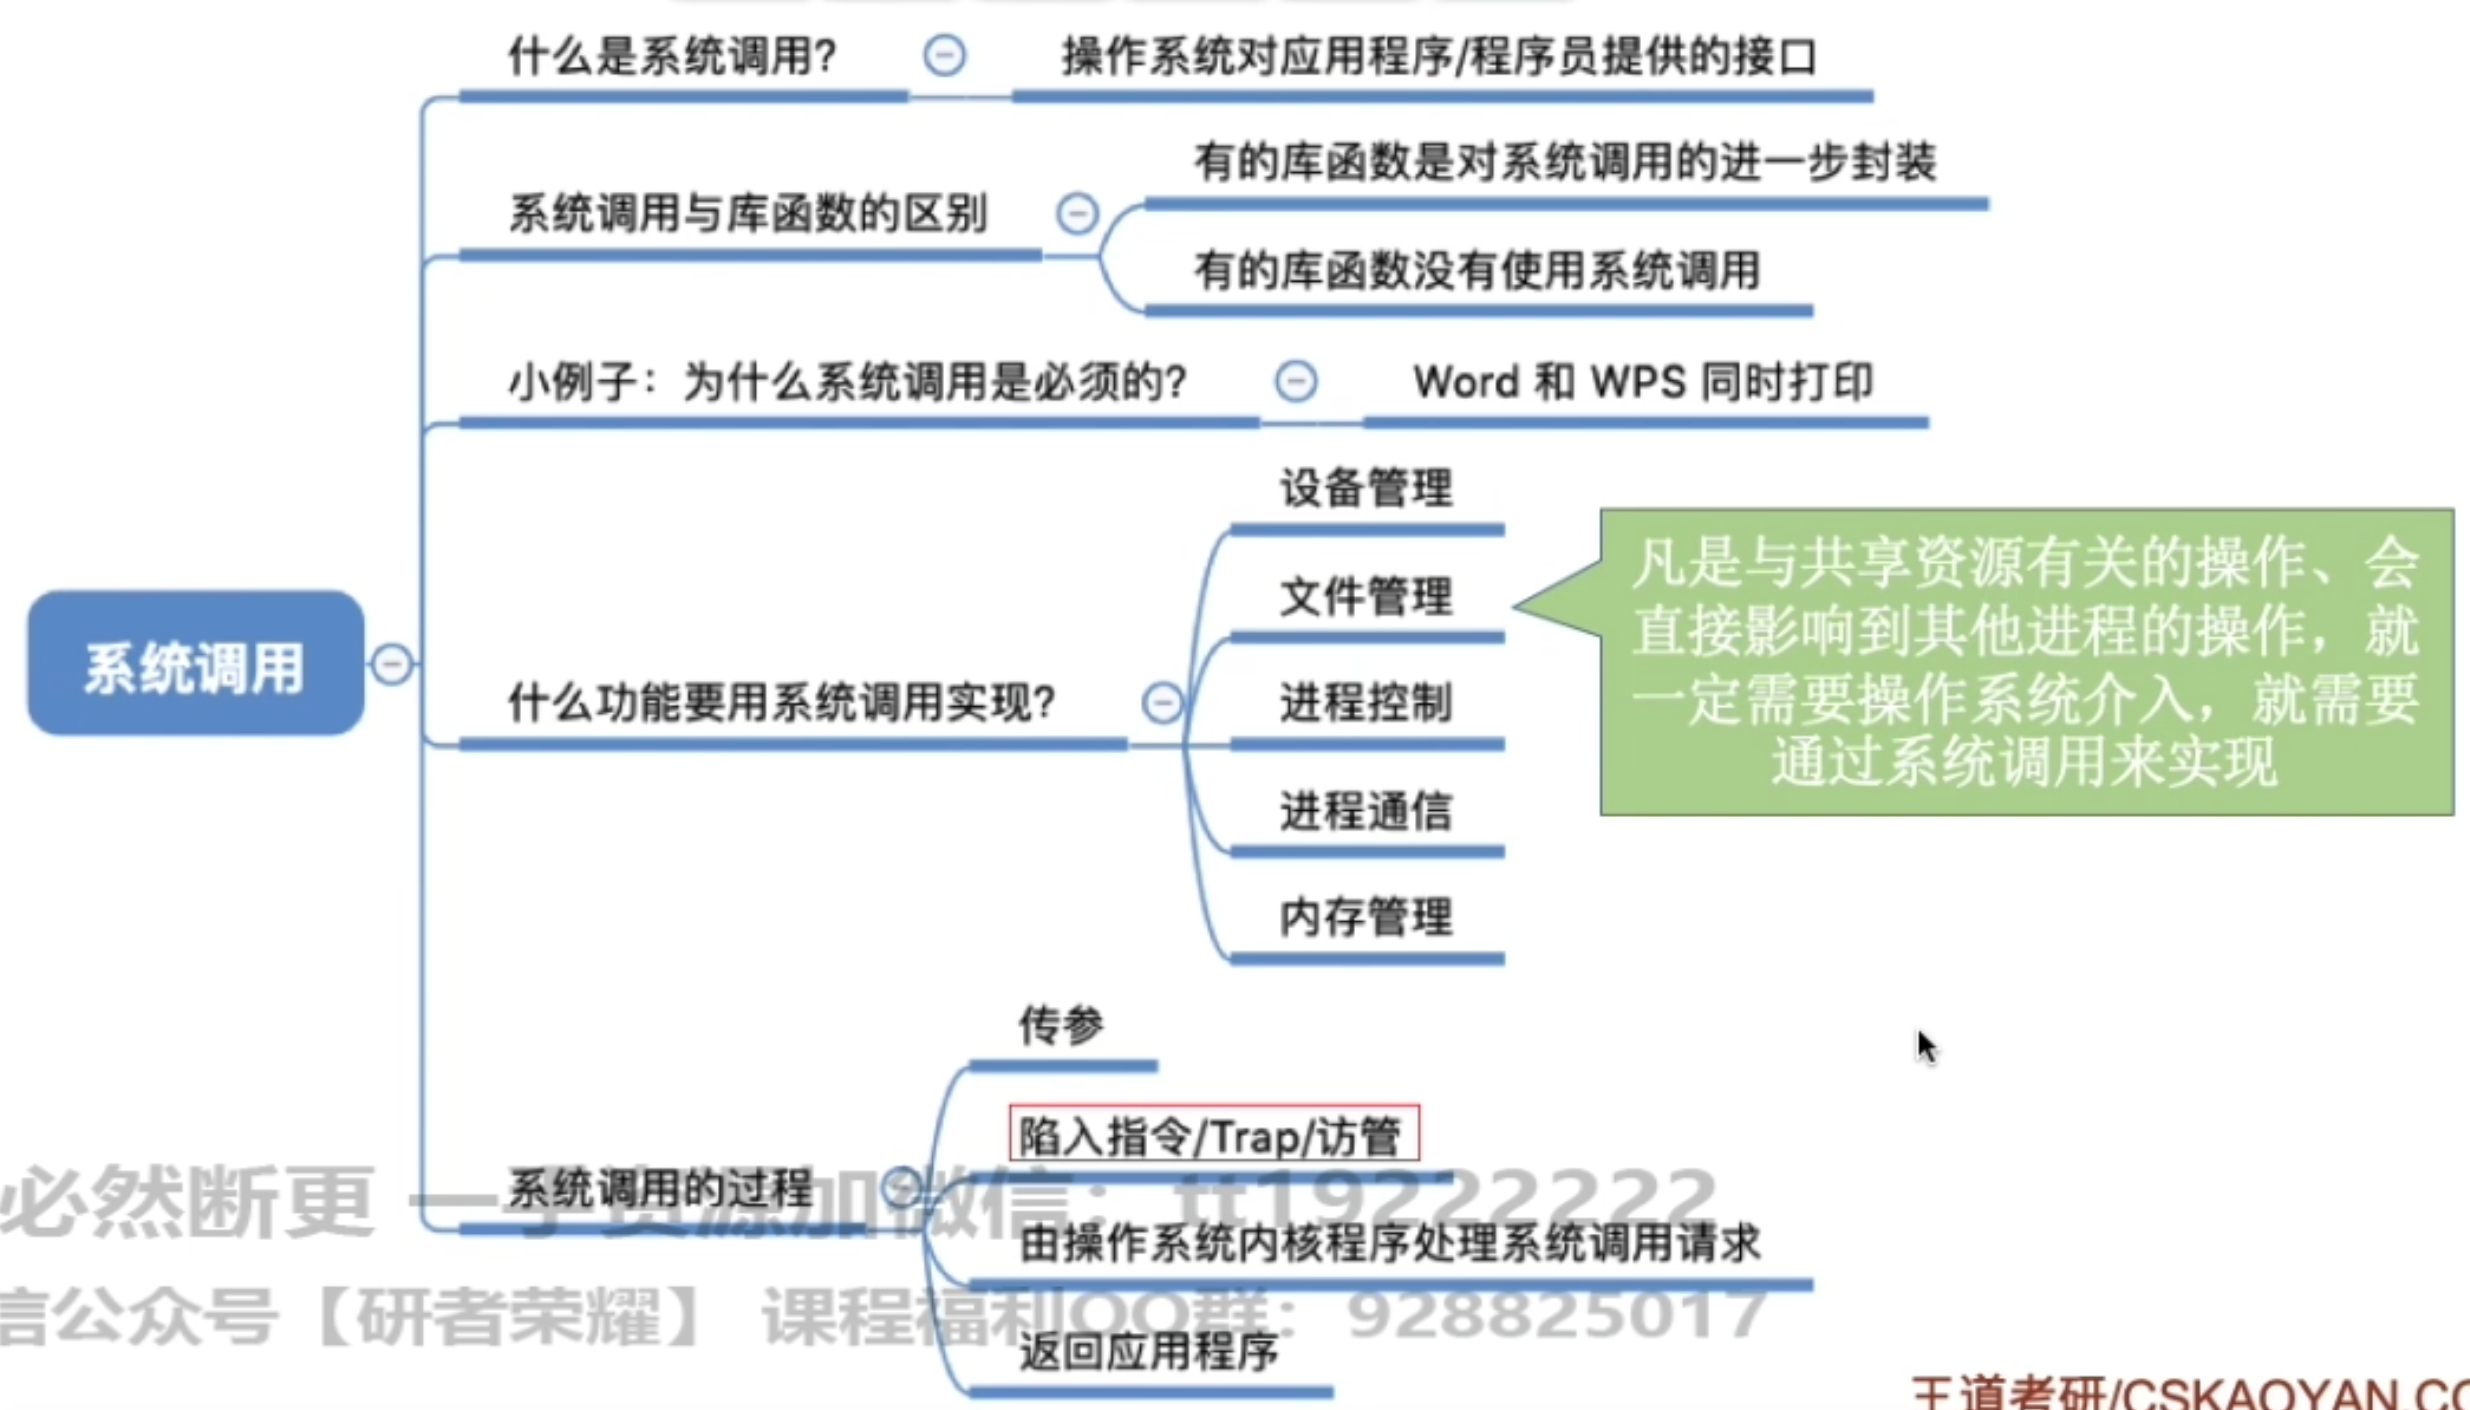 什么是系统调用?
操作系统对应用程序/程序员提供的接口
系统调用与库函数的区别
有的库函数是对系统调用的进一步封装
有的库函数没有使用系统调用
小例子：为什么系统调用是必须的?
Word 和 WPS 同时打印
系统调用
什么功能要用系统调用实现?
设备管理
文件管理
进程控制
进程通信
内存管理
凡是与共享资源有关的操作、会
直接影响到其他进程的操作，就
一定需要操作系统介入，就需要
通过系统调用来实现
系统调用的过程
传参
陷入指令/Trap/访管
由操作系统内核程序处理系统调用请求
返回应用程序
必然断更 一手资源加微信：tt19222222
信公众号【研者荣耀】 课程福利QQ群：928825017
王道考研/CSKAOYAN.CO